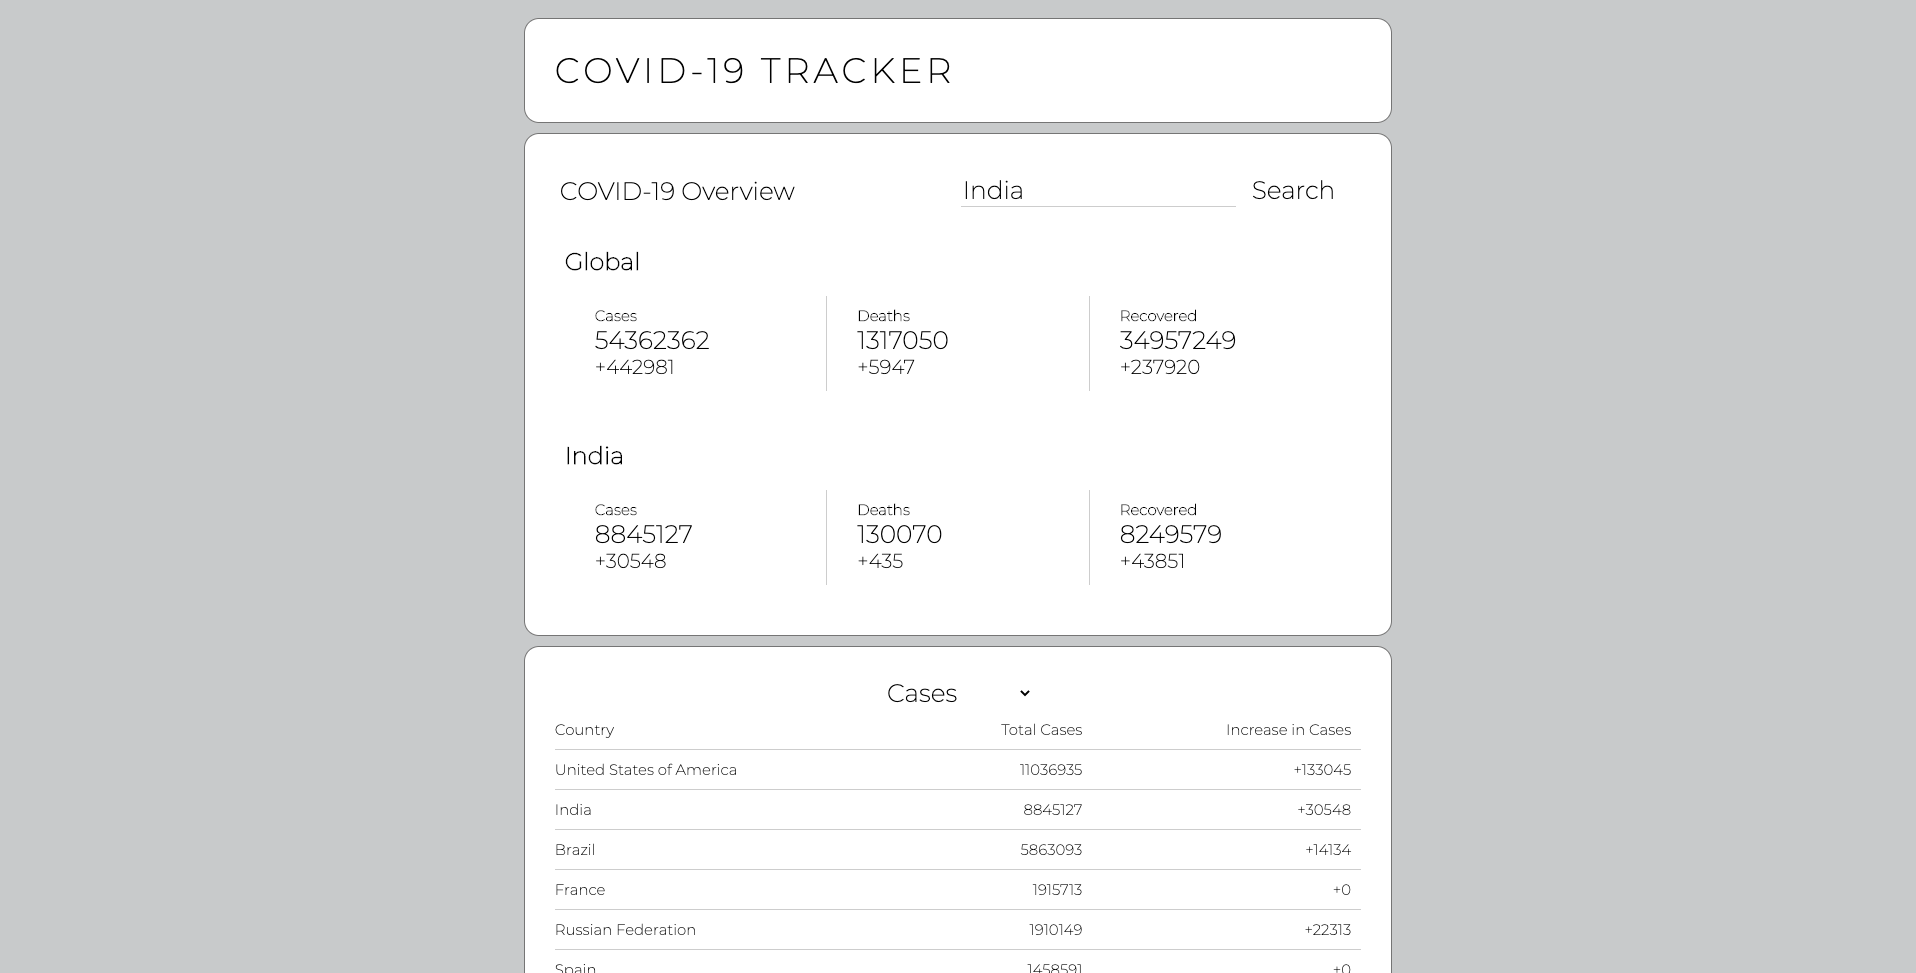 COVID-19 TRACKER
COVID-19 Overview India Search
Global
Cases Deaths Recovered
54362362 1317050 34957249
+442981 +5947 +237920
India
Cases Deaths Recovered
8845127 130070 8249579
+30548 +435 +43851
Cases
Country Total Cases Increase in Cases
United States of America 11036935 +133045
India 8845127 +30548
Brazil 5863093 +14134
France 1915713 +0
Russian Federation 1910149 +22313
Spain 1458591 +0